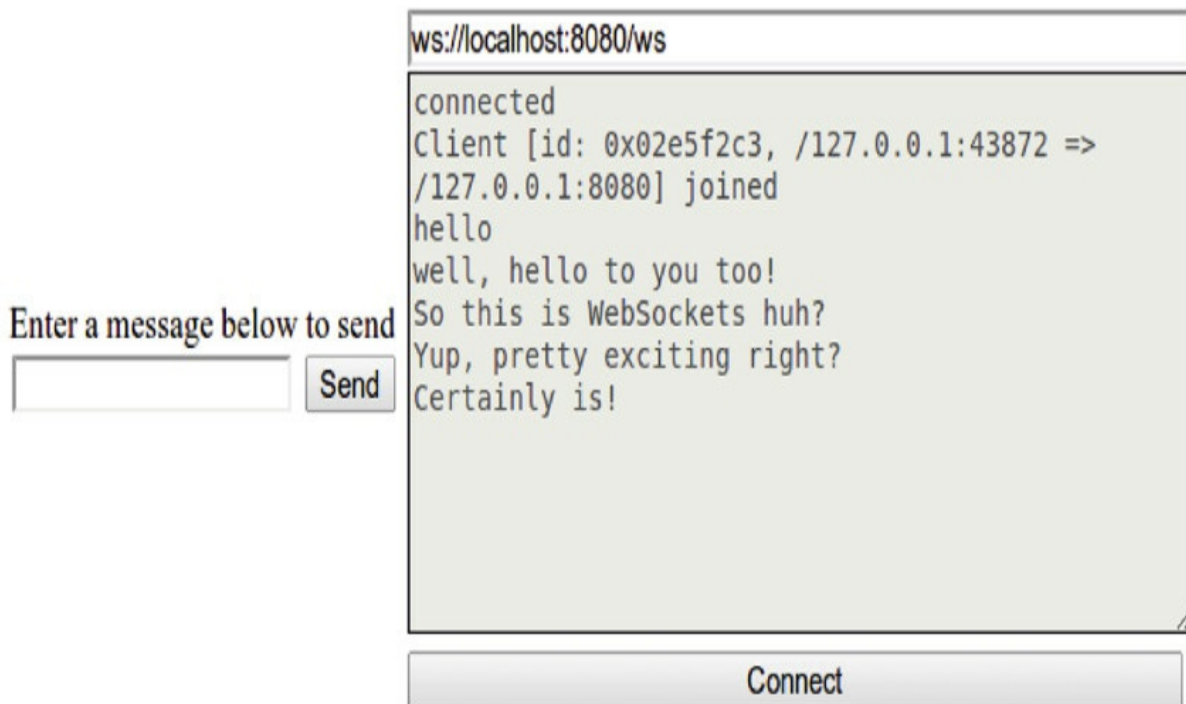 ws://localhost:8080/ws
connected
Client [id: 0x02e5f2c3, /127.0.0.1:43872 =>
/127.0.0.1:8080] joined
hello
well, hello to you too!
So this is WebSockets huh?
Yup, pretty exciting right?
Certainly is!
Enter a message below to send
Send
Connect